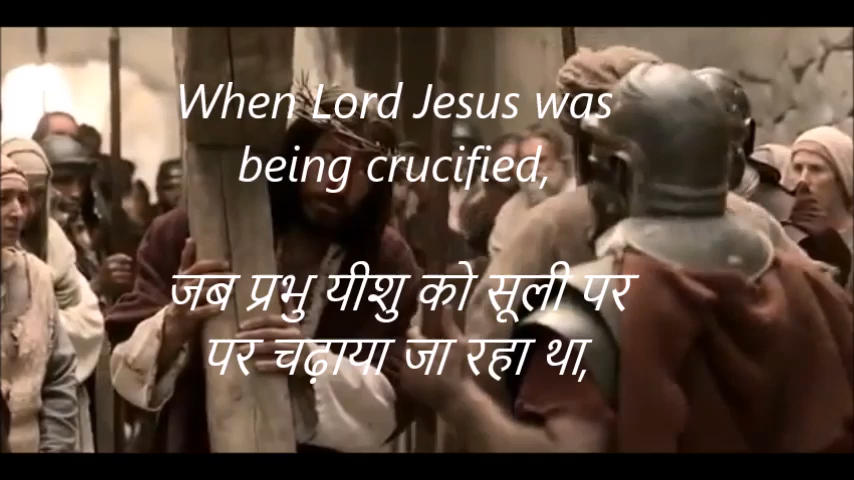 When Lord Jesus was
being crucified,
जब प्रभु यीशु को सूली पर
पर चढ़ाया जा रहा था,